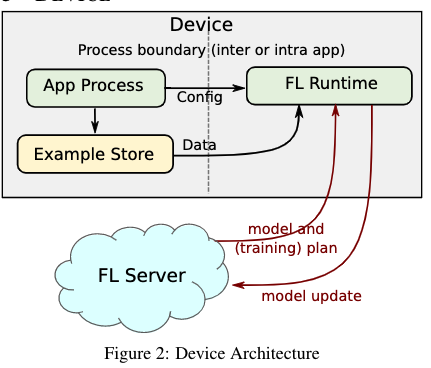 Device
Process boundary (inter or intra app)
App Process
FL Runtime
Config
Example Store
Data
model and
(training) plan
FL Server
model update
Figure 2: Device Architecture